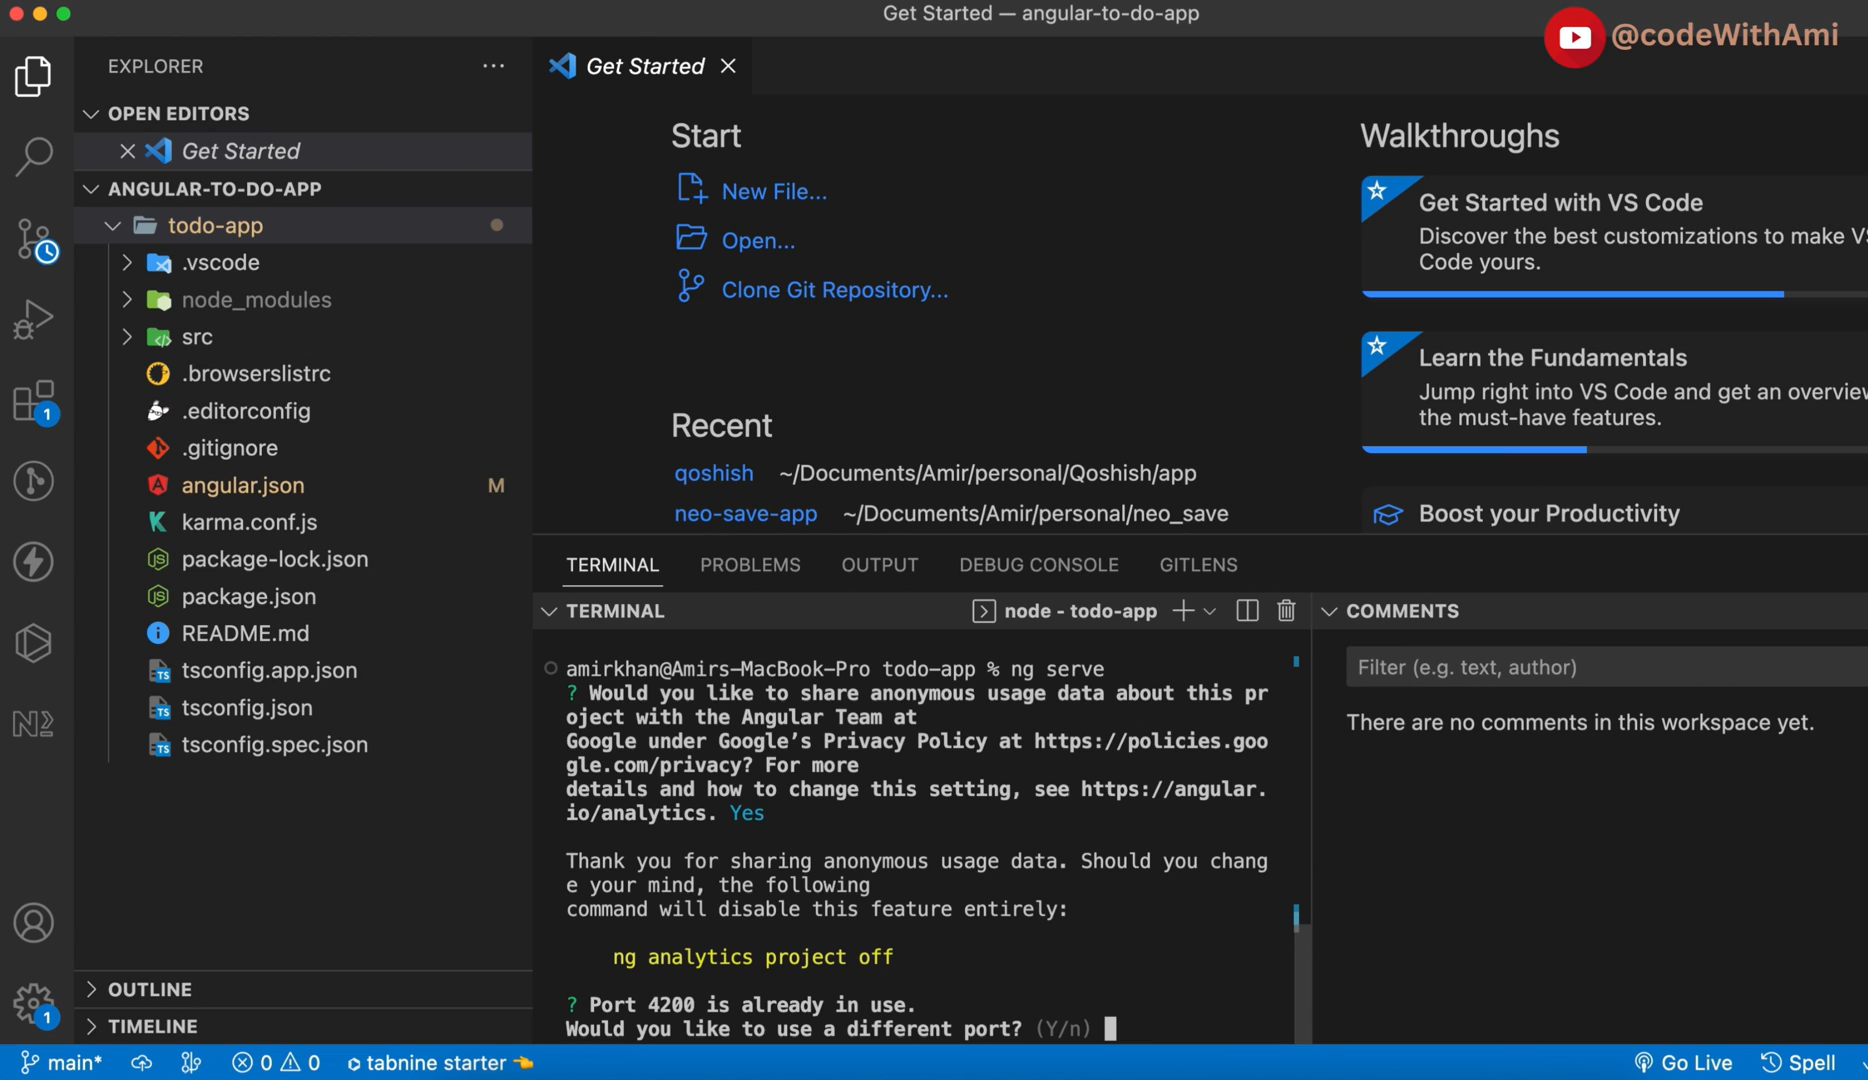 Get Started — angular-to-do-app
@codeWithAmi
EXPLORER
OPEN EDITORS
Get Started
ANGULAR-TO-DO-APP
todo-app
.vscode
node_modules
src
.browserslistrc
.editorconfig
.gitignore
angular.json M
karma.conf.js
package-lock.json
package.json
README.md
tsconfig.app.json
tsconfig.json
tsconfig.spec.json
OUTLINE
TIMELINE
1
1
Get Started
Start
New File...
Open...
Clone Git Repository...
Recent
qoshish ~/Documents/Amir/personal/Qoshish/app
neo-save-app ~/Documents/Amir/personal/neo_save
Walkthroughs
Get Started with VS Code
Discover the best customizations to make VS
Code yours.
Learn the Fundamentals
Jump right into VS Code and get an overview
the must-have features.
Boost your Productivity
TERMINAL PROBLEMS OUTPUT DEBUG CONSOLE GITLENS
TERMINAL node - todo-app
amirkhan@Amirs-MacBook-Pro todo-app % ng serve
? Would you like to share anonymous usage data about this pr
oject with the Angular Team at
Google under Google’s Privacy Policy at https://policies.goo
gle.com/privacy? For more
details and how to change this setting, see https://angular.
io/analytics. Yes
Thank you for sharing anonymous usage data. Should you chang
e your mind, the following
command will disable this feature entirely:
ng analytics project off
? Port 4200 is already in use.
Would you like to use a different port? (Y/n)
COMMENTS
Filter (e.g. text, author)
There are no comments in this workspace yet.
main* 0 0 tabnine starter Go Live Spell